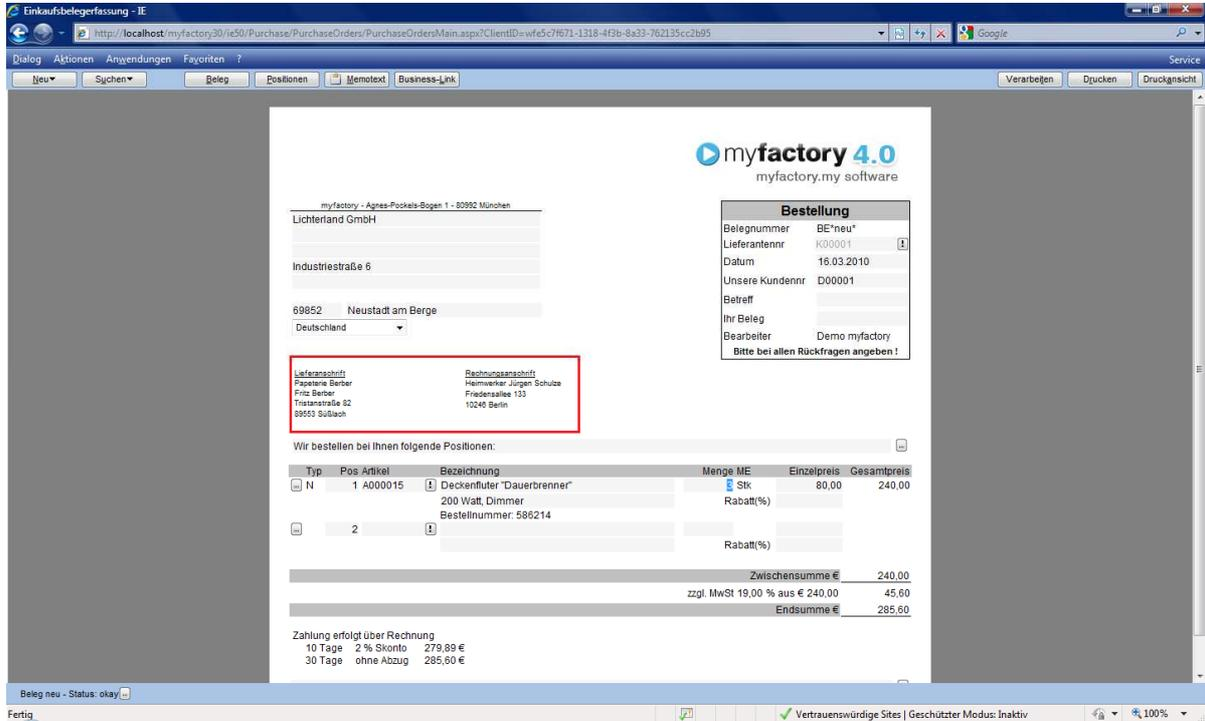 Einkaufsbelegerfassung - IE
http://localhost/myfactory30/ie50/Purchase/PurchaseOrders/PurchaseOrdersMain.aspx?ClientID=wfe5c7f671-1318-4f3b-8a33-762135cc2b95
Google
Dialog Aktionen Anwendungen Favoriten ?
Service
Neu Suchen Beleg Positionen Memotext Business-Link Verarbeiten Drucken Druckansicht
myfactory 4.0
myfactory.my software
myfactory - Agnes-Pockels-Bogen 1 - 80992 München
Lichterland GmbH
Industriestraße 6
69852 Neustadt am Berge
Deutschland
Bestellung
Belegnummer BE*neu*
Lieferantennr K00001 !
Datum 16.03.2010
Unsere Kundennr D00001
Betreff
Ihr Beleg
Bearbeiter Demo myfactory
Bitte bei allen Rückfragen angeben !
Lieferanschrift
Papeterie Berber
Fritz Berber
Tristanstraße 82
89553 Süßlach
Rechnungsanschrift
Heimwerker Jürgen Schulze
Friedensallee 133
10246 Berlin
Wir bestellen bei Ihnen folgende Positionen: ...
Typ Pos Artikel Bezeichnung Menge ME Einzelpreis Gesamtpreis
... N 1 A000015 ! Deckenfluter "Dauerbrenner" 3 Stk 80,00 240,00
200 Watt, Dimmer Rabatt(%)
Bestellnummer: 586214
... 2 !
Rabatt(%)
Zwischensumme € 240,00
zzgl. MwSt 19,00 % aus € 240,00 45,60
Endsumme € 285,60
Zahlung erfolgt über Rechnung
10 Tage 2 % Skonto 279,89 €
30 Tage ohne Abzug 285,60 €
Beleg neu - Status: okay ...
Fertig
Vertrauenswürdige Sites | Geschützter Modus: Inaktiv
100%